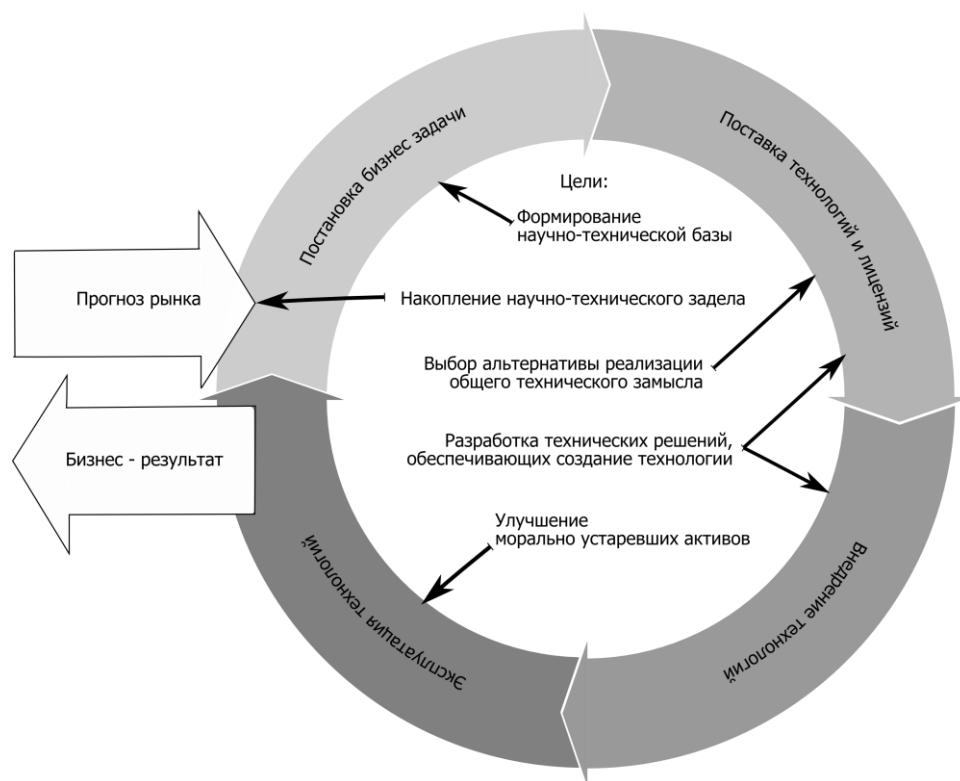 Постановка бизнес задачи
Поставка технологий и лицензий
Цели:
Формирование
научно-технической базы
Прогноз рынка
Накопление научно-технического задела
Выбор альтернативы реализации
общего технического замысла
Разработка технических решений,
обеспечивающих создание технологии
Бизнес - результат
Улучшение
морально устаревших активов
Эксплуатация технологий
Внедрение технологий